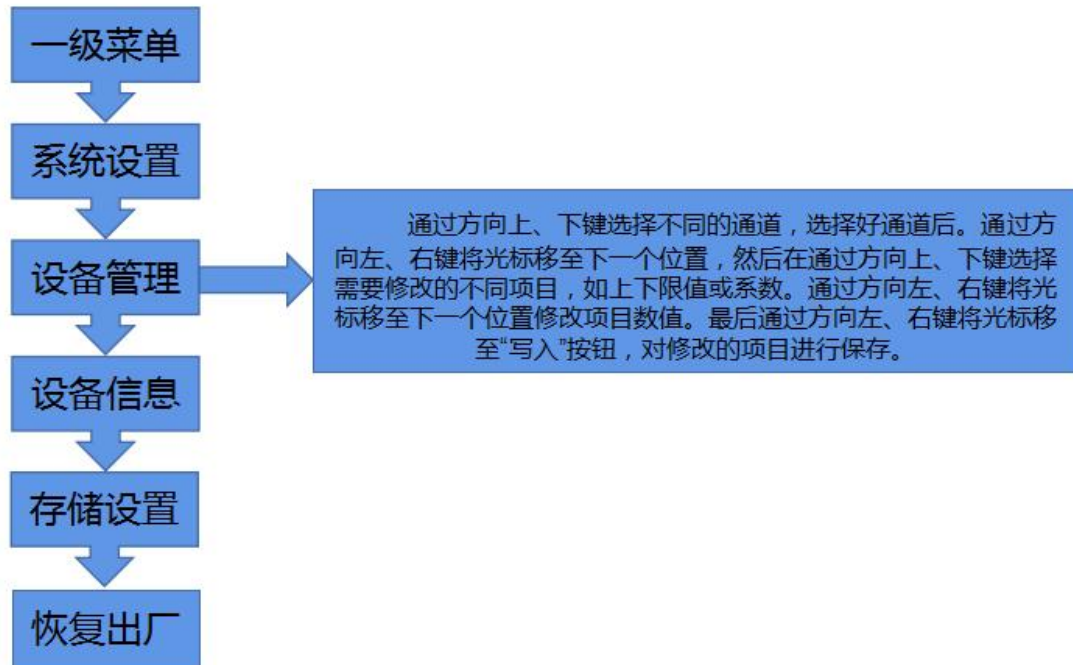 一级菜单
系统设置
设备管理
通过方向上、下键选择不同的通道，选择好通道后。通过方
向左、右键将光标移至下一个位置，然后在通过方向上、下键选择
需要修改的不同项目，如上下限值或系数。通过方向左、右键将光
标移至下一个位置修改项目数值。最后通过方向左、右键将光标移
至“写入”按钮，对修改的项目进行保存。
设备信息
存储设置
恢复出厂